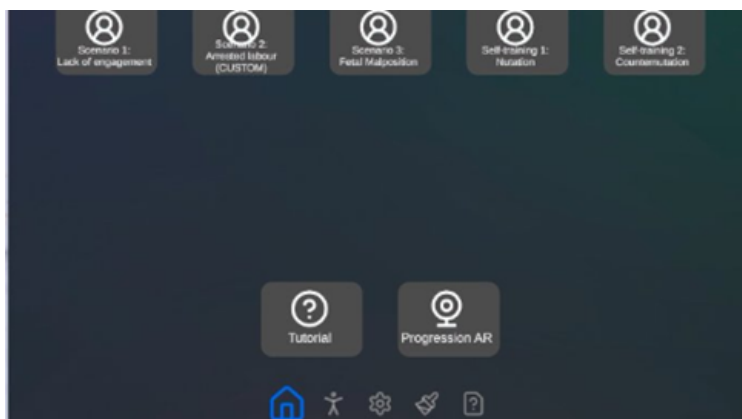 Scenario 1:
Lack of engagement
Scenario 2:
Arrested labour
(CUSTOM)
Scenario 3:
Fetal Malposition
Self-training 1:
Nutation
Self-training 2:
Counternutation
Tutorial
Progression AR